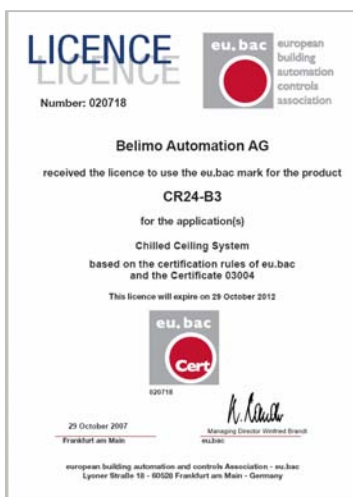 LICENCE
LICENCE
eu.bac
european
building
automation
controls
association
Number: 020718
Belimo Automation AG
received the licence to use the eu.bac mark for the product
CR24-B3
for the application(s)
Chilled Ceiling System
based on the certification rules of eu.bac
and the Certificate 03004
This licence will expire on 29 October 2012
eu.bac
Cert
020718
29 October 2007
Managing Director Winfried Brandt
Frankfurt am Main
eu.bac
european building automation and controls Association - eu.bac
Lyoner Straße 18 - 60528 Frankfurt am Main - Germany